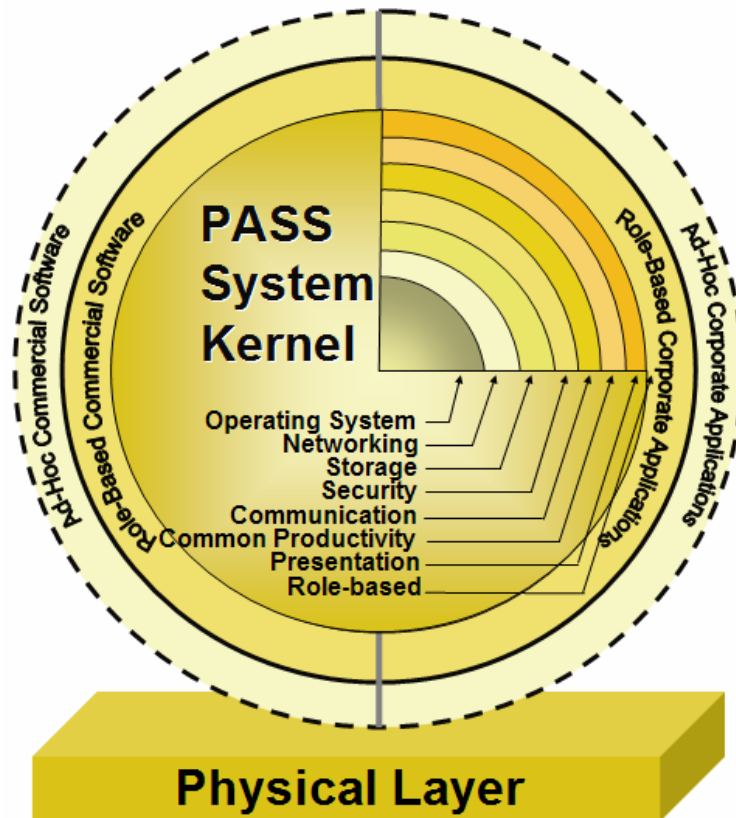 PASS
System
Kernel
Ad-Hoc Commercial Software
Role-Based Commercial Software
Role-Based Corporate Applications
Ad-Hoc Corporate Applications
Operating System
Networking
Storage
Security
Communication
Common Productivity
Presentation
Role-based
Physical Layer